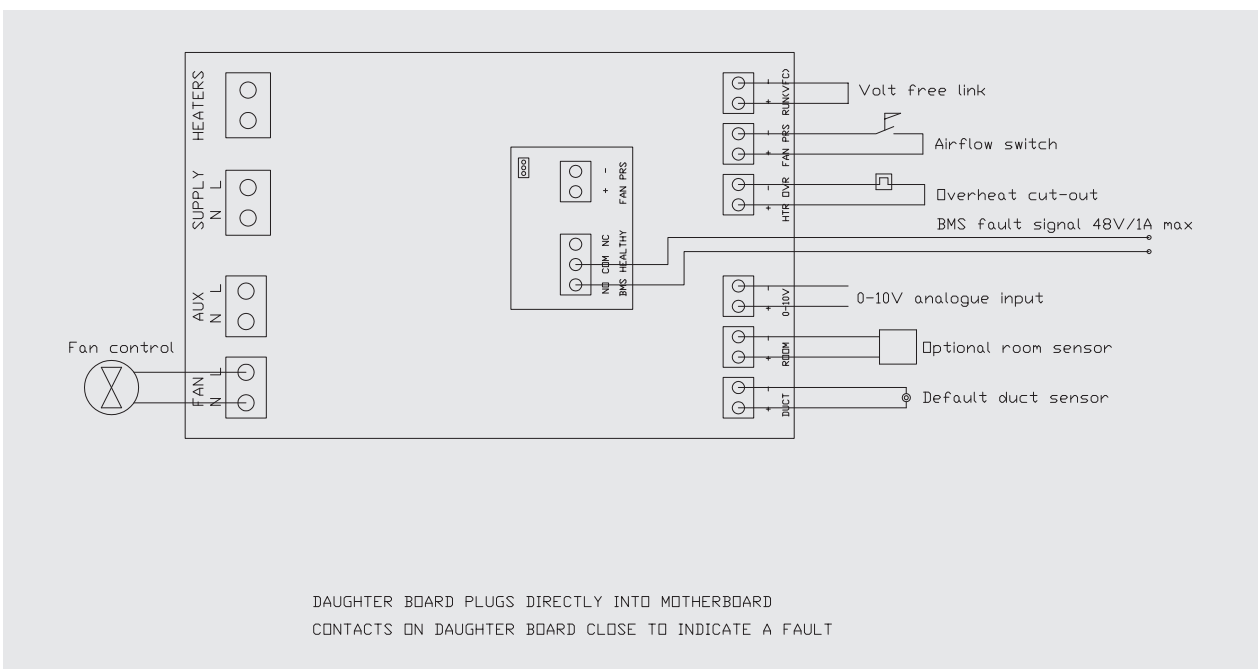 HEATERS
SUPPLY
N L
AUX
N L
Fan control
FAN
N L
- +
FAN PRS
NO COM NC
BMS HEALTHY
- +
RUN(VFC)
Volt free link
- +
FAN PRS
Airflow switch
- +
HTR OVR
Overheat cut-out
BMS fault signal 48V/1A max
- +
0-10V
0-10V analogue input
- +
ROOM
Optional room sensor
- +
DUCT
Default duct sensor
DAUGHTER BOARD PLUGS DIRECTLY INTO MOTHERBOARD
CONTACTS ON DAUGHTER BOARD CLOSE TO INDICATE A FAULT